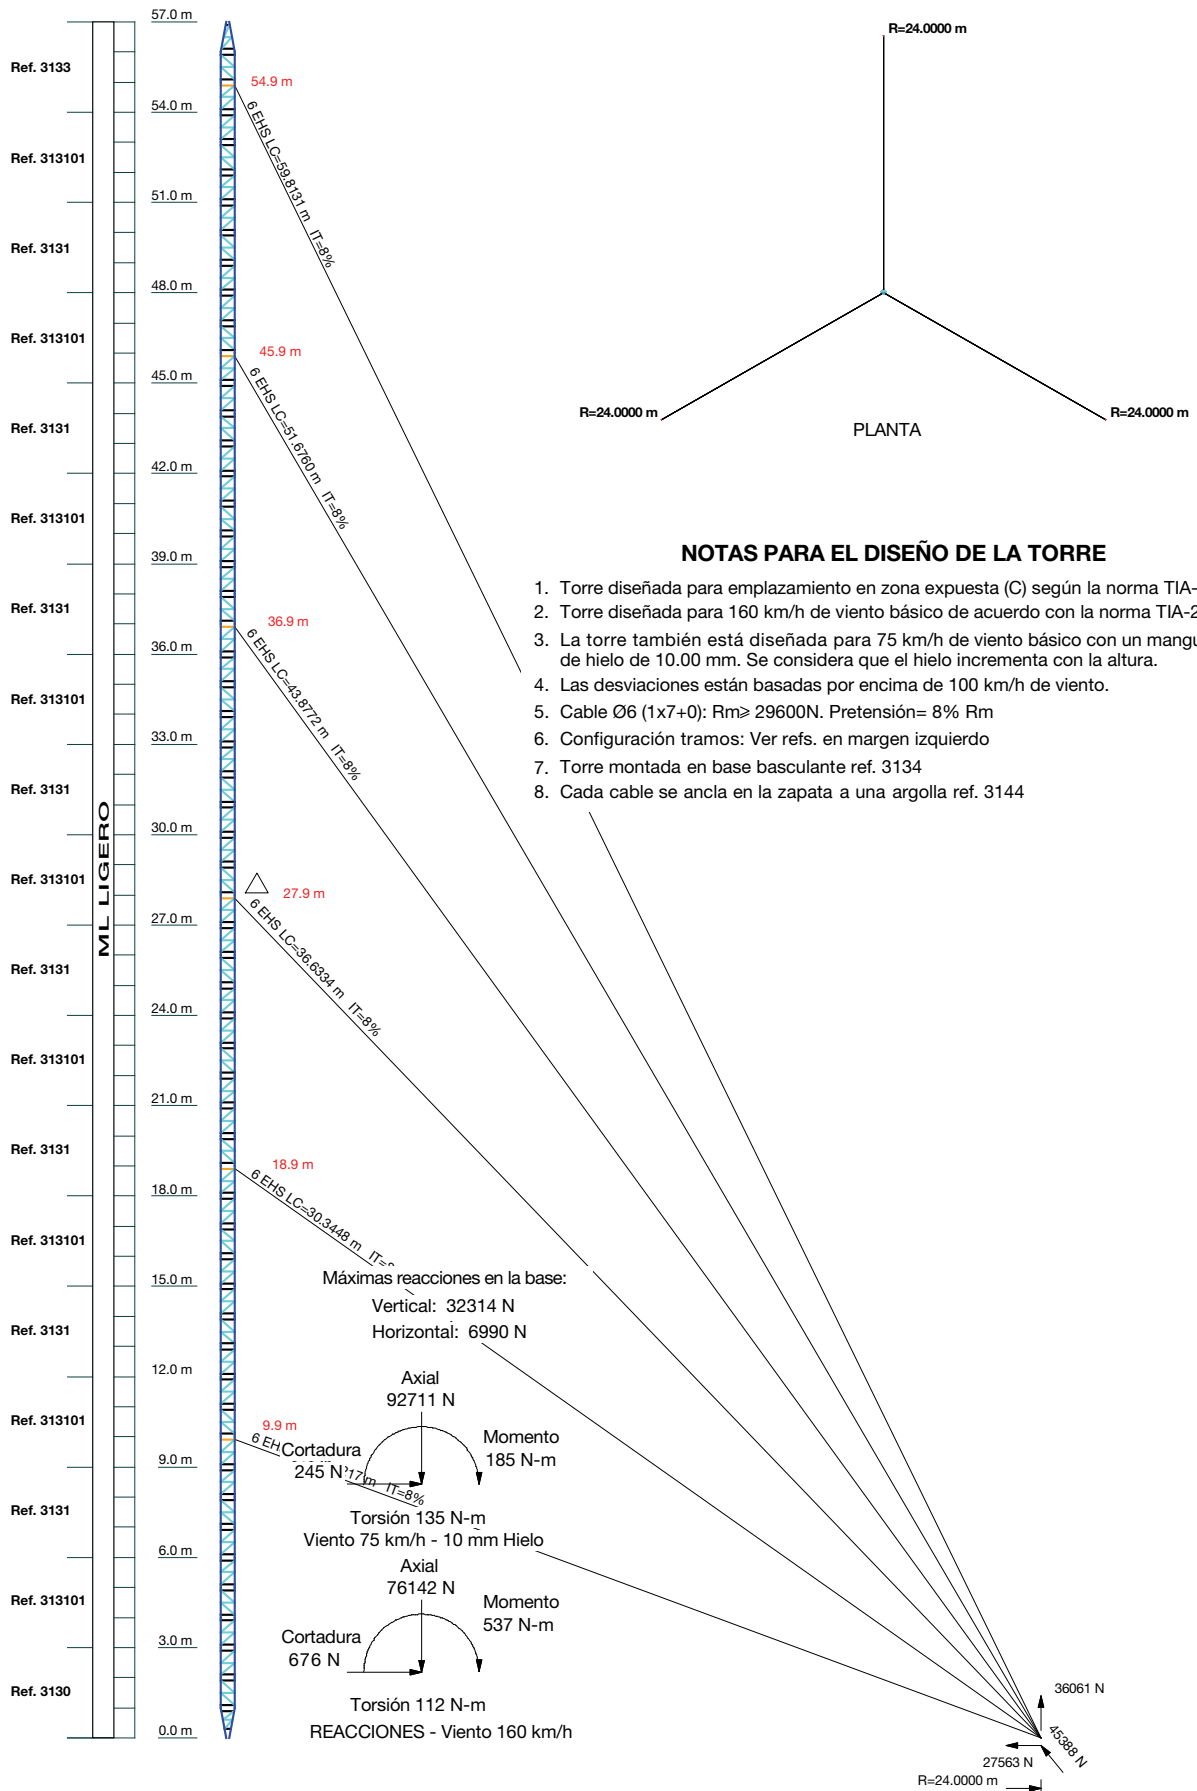 57.0 m
Ref. 3133
54.0 m
Ref. 313101
51.0 m
Ref. 3131
48.0 m
Ref. 313101
45.0 m
Ref. 3131
42.0 m
Ref. 313101
39.0 m
Ref. 3131
36.0 m
Ref. 313101
33.0 m
Ref. 3131
30.0 m
Ref. 313101
27.0 m
Ref. 3131
24.0 m
Ref. 313101
21.0 m
Ref. 3131
18.0 m
Ref. 313101
15.0 m
Ref. 3131
12.0 m
Ref. 313101
9.0 m
Ref. 3131
6.0 m
Ref. 313101
3.0 m
Ref. 3130
0.0 m
ML LIGERO
54.9 m
6 EHS LC=59.8131 m IT=8%
45.9 m
6 EHS LC=51.6760 m IT=8%
36.9 m
6 EHS LC=43.8772 m IT=8%
27.9 m
6 EHS LC=36.6334 m IT=8%
18.9 m
6 EHS LC=30.3448 m
9.9 m
IT=8%
R=24.0000 m
R=24.0000 m
R=24.0000 m
PLANTA
NOTAS PARA EL DISEÑO DE LA TORRE
1. Torre diseñada para emplazamiento en zona expuesta (C) según la norma TIA-
2. Torre diseñada para 160 km/h de viento básico de acuerdo con la norma TIA-2
3. La torre también está diseñada para 75 km/h de viento básico con un mangu
de hielo de 10.00 mm. Se considera que el hielo incrementa con la altura.
4. Las desviaciones están basadas por encima de 100 km/h de viento.
5. Cable Ø6 (1x7+0): Rm≥ 29600N. Pretensión= 8% Rm
6. Configuración tramos: Ver refs. en margen izquierdo
7. Torre montada en base basculante ref. 3134
8. Cada cable se ancla en la zapata a una argolla ref. 3144
Máximas reacciones en la base:
Vertical: 32314 N
Horizontal: 6990 N
Axial
92711 N
Cortadura
245 N
Momento
185 N-m
Torsión 135 N-m
Viento 75 km/h - 10 mm Hielo
Axial
76142 N
Cortadura
676 N
Momento
537 N-m
Torsión 112 N-m
REACCIONES - Viento 160 km/h
36061 N
45388 N
27563 N
R=24.0000 m